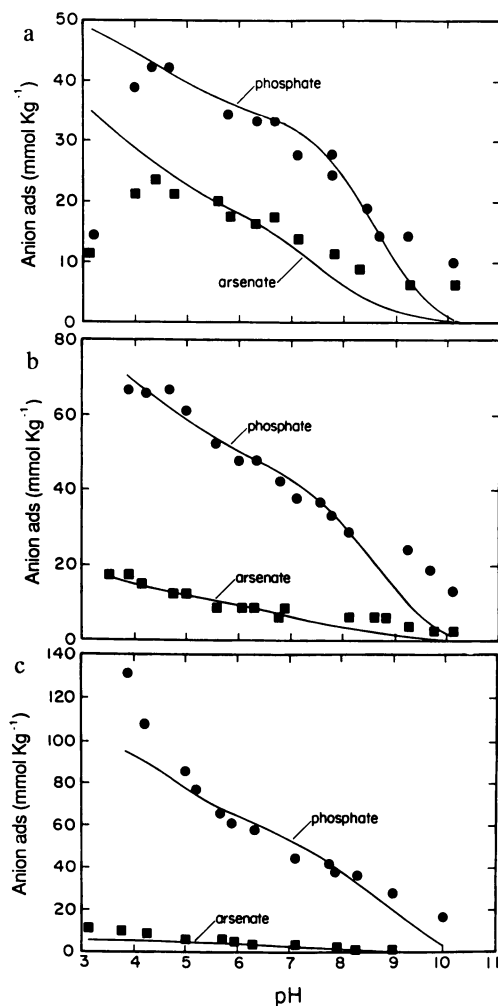 a
50
40
30
20
10
0
Anion ads (mmol Kg⁻¹)
phosphate
arsenate
b
80
60
40
20
0
Anion ads (mmol Kg⁻¹)
phosphate
arsenate
c
140
120
100
80
60
40
20
0
Anion ads (mmol Kg⁻¹)
phosphate
arsenate
3 4 5 6 7 8 9 10 11
pH